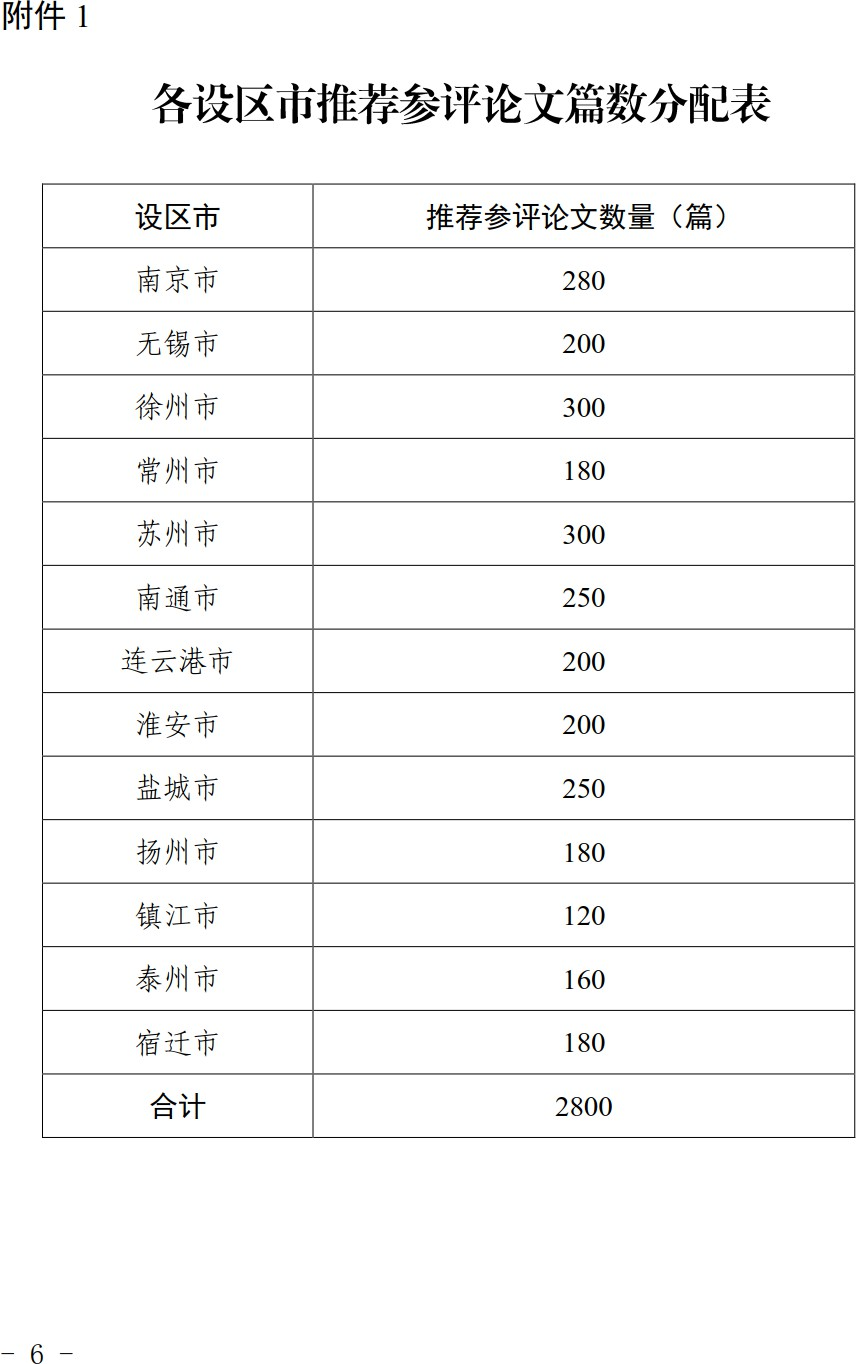 附件 1
各设区市推荐参评论文篇数分配表
设区市 推荐参评论文数量（篇）
南京市 280
无锡市 200
徐州市 300
常州市 180
苏州市 300
南通市 250
连云港市 200
淮安市 200
盐城市 250
扬州市 180
镇江市 120
泰州市 160
宿迁市 180
合计 2800
- 6 -